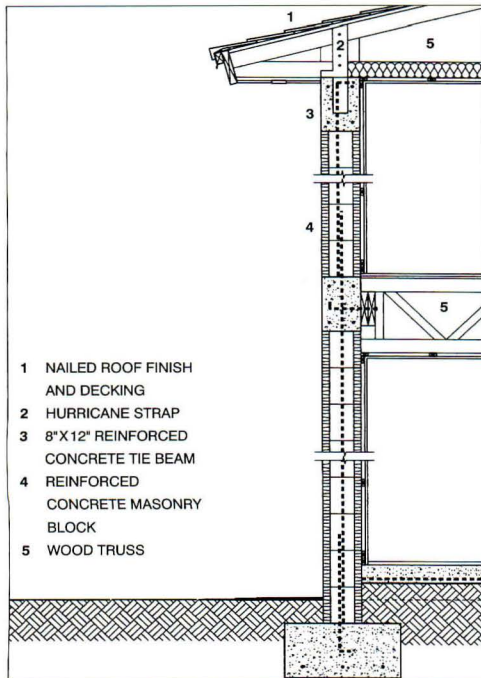 1
2
5
3
4
5
1 NAILED ROOF FINISH
AND DECKING
2 HURRICANE STRAP
3 8"X12" REINFORCED
CONCRETE TIE BEAM
4 REINFORCED
CONCRETE MASONRY
BLOCK
5 WOOD TRUSS